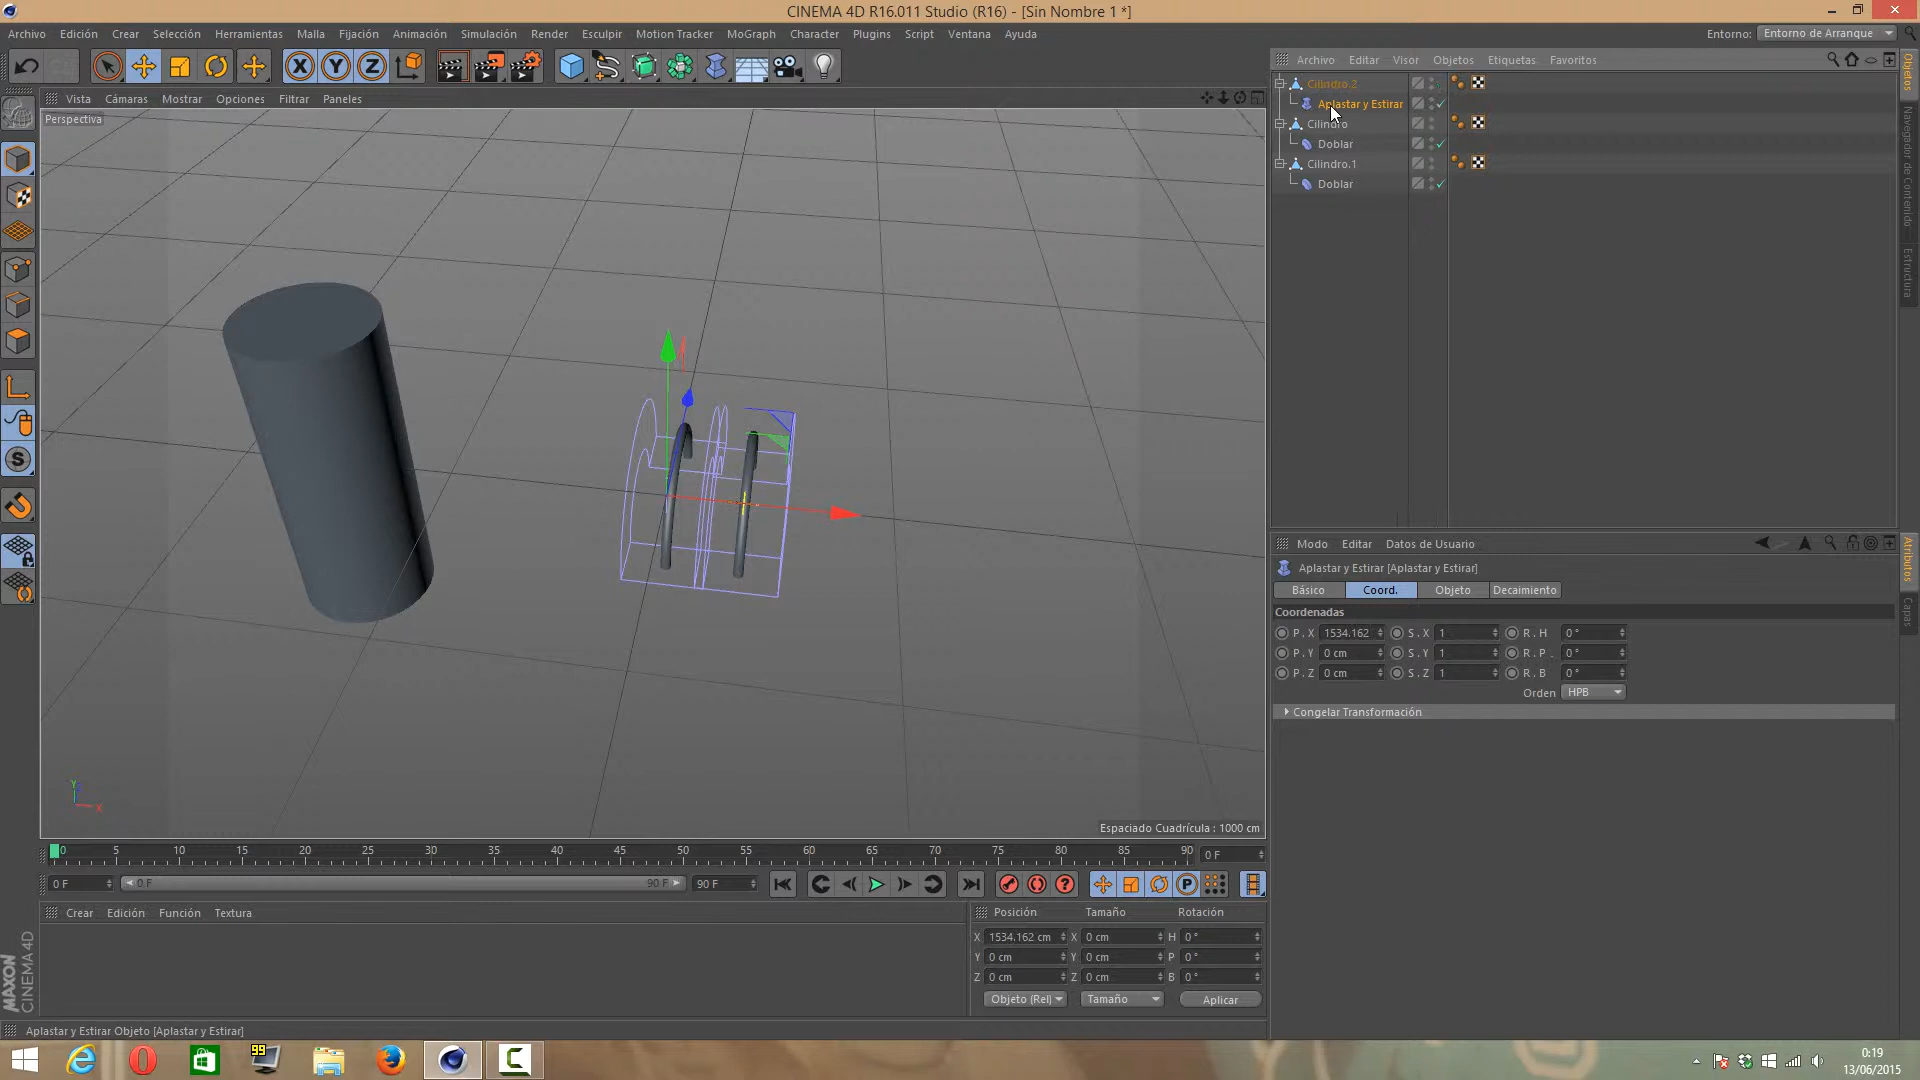 CINEMA 4D R16.011 Studio (R16) - [Sin Nombre 1 *]
Archivo Edición Crear Selección Herramientas Malla Fijación Animación Simulación Render Esculpir Motion Tracker MoGraph Character Plugins Script Ventana Ayuda
Entorno: Entorno de Arranque
X Y Z
Archivo Editar Visor Objetos Etiquetas Favoritos
Cilindro.2
Aplastar y Estirar
Cilindro
Doblar
Cilindro.1
Doblar
Objetos
Navegador de Contenido
Estructura
Vista Cámaras Mostrar Opciones Filtrar Paneles
Perspectiva
Y
X
Espaciado Cuadrícula : 1000 cm
Modo Editar Datos de Usuario
Aplastar y Estirar [Aplastar y Estirar]
Básico Coord. Objeto Decaimiento
Coordenadas
P . X 1534.162 S . X 1 R . H 0 °
P . Y 0 cm S . Y 1 R . P . 0 °
P . Z 0 cm S . Z 1 R . B 0 °
Orden HPB
Congelar Transformación
Atributos
Capas
0 5 10 15 20 25 30 35 40 45 50 55 60 65 70 75 80 85 90 0 F
0 F 0 F 90 F 90 F
Crear Edición Función Textura
Posición Tamaño Rotación
X 1534.162 cm X 0 cm H 0 °
Y 0 cm Y 0 cm P 0 °
Z 0 cm Z 0 cm B 0 °
Objeto (Rel) Tamaño Aplicar
MAXON
CINEMA 4D
Aplastar y Estirar Objeto [Aplastar y Estirar]
99
0:19
13/06/2015